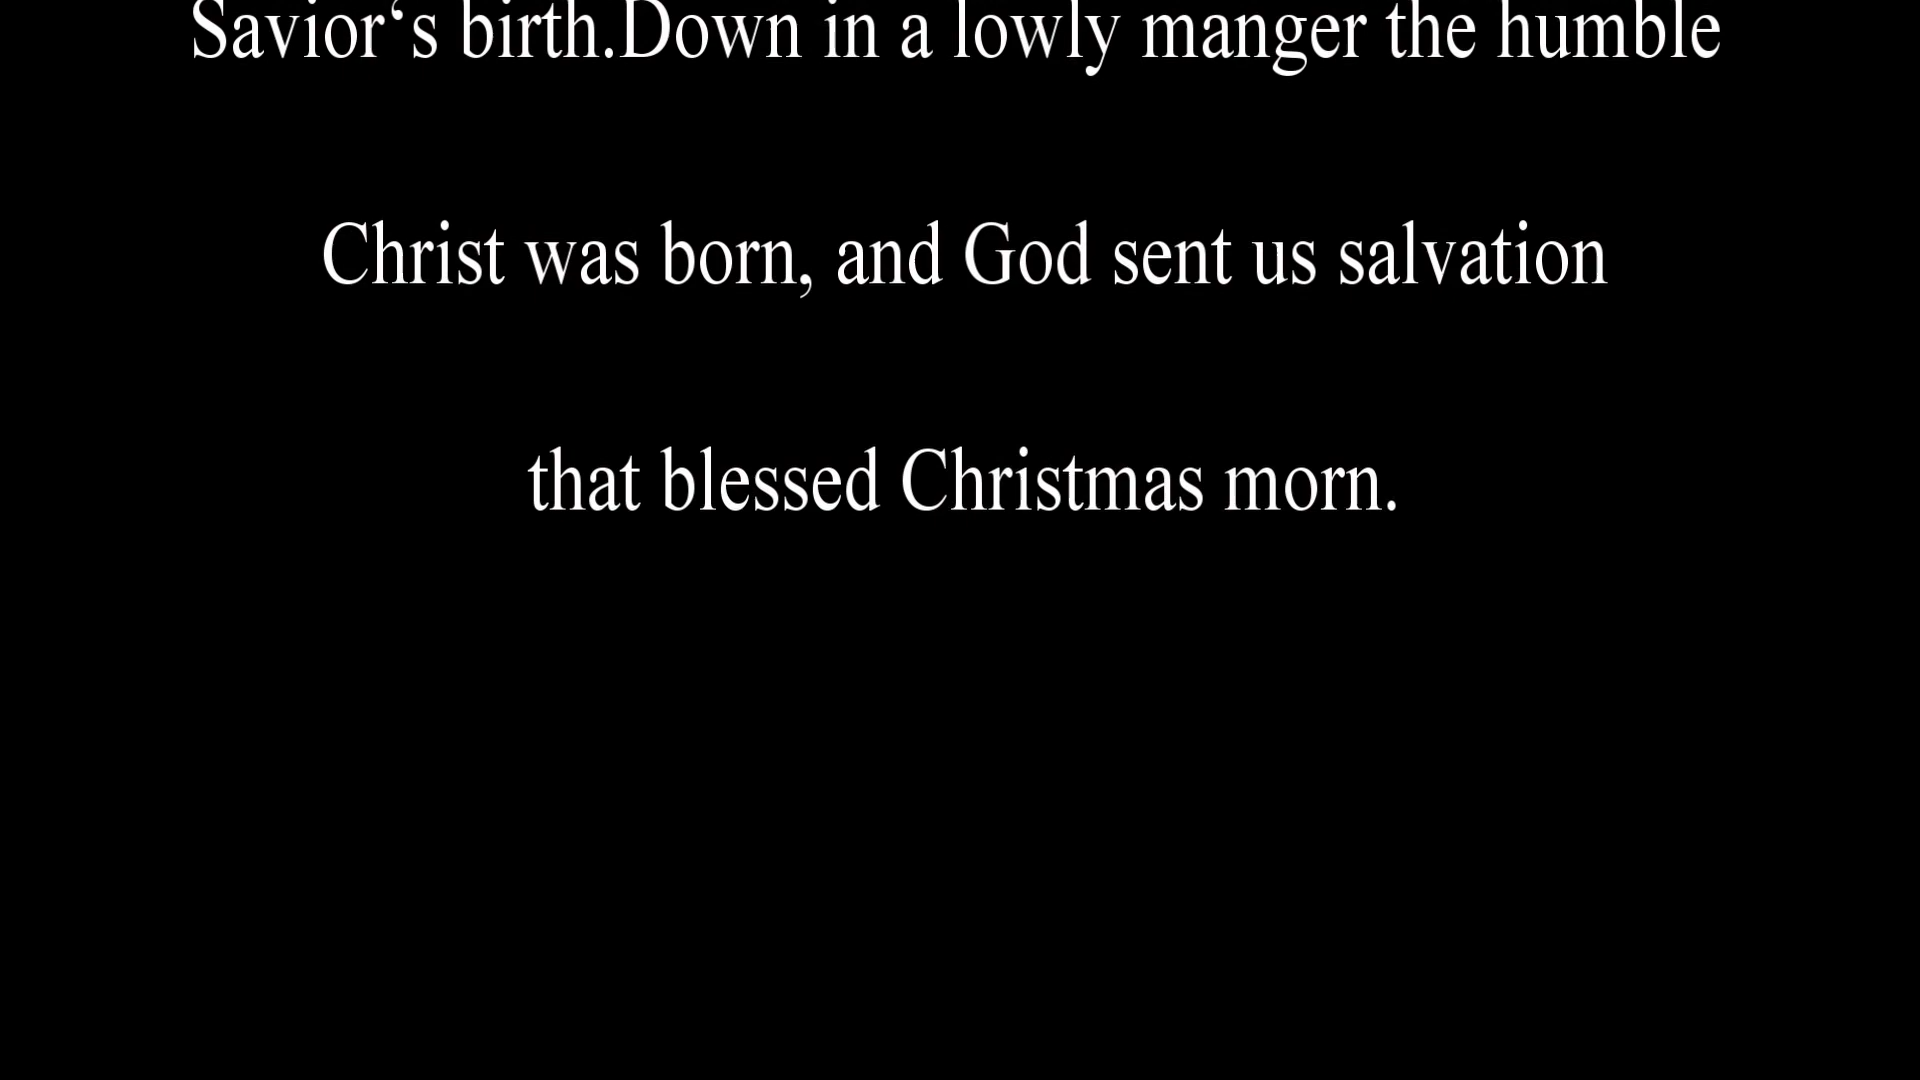 Savior‘s birth.Down in a lowly manger the humble
Christ was born, and God sent us salvation
that blessed Christmas morn.